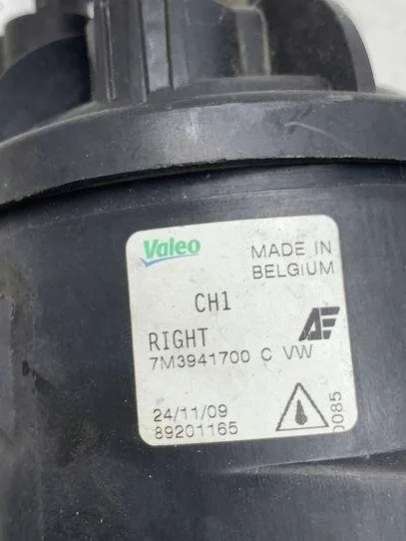 Valeo
MADE IN
BELGIUM
CH1
RIGHT
7M3941700 C VW
24/11/09
89201165
0085